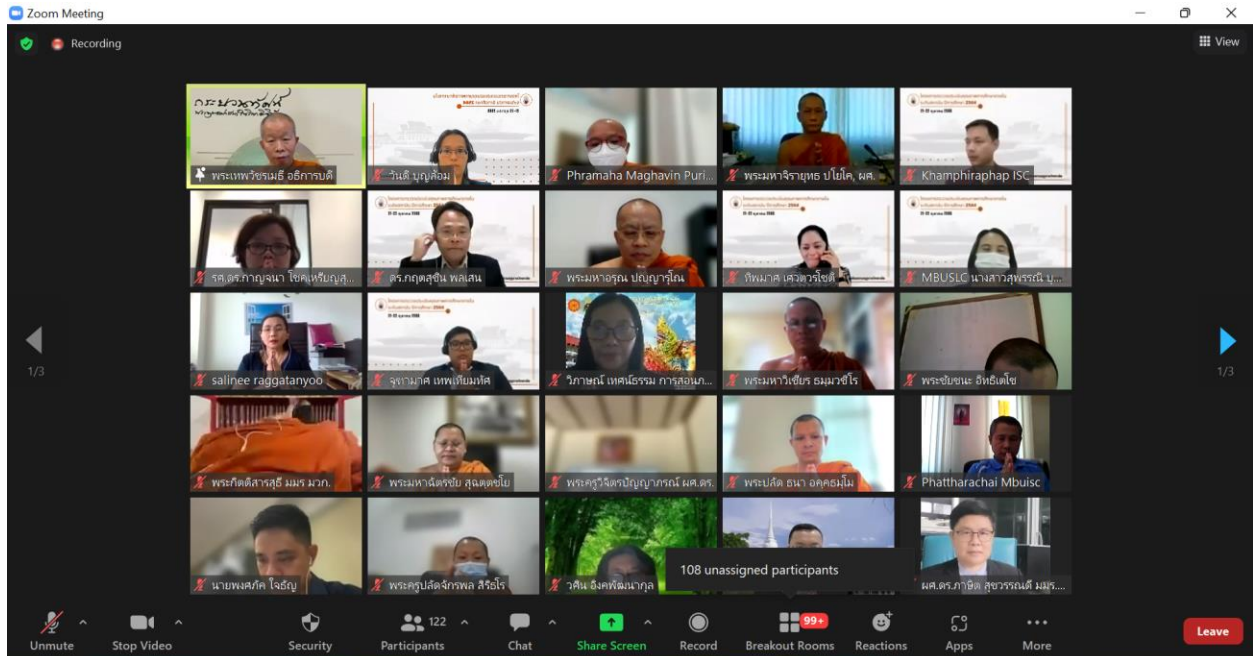 Zoom Meeting
Recording
View
พระเทพวัชรเมธี อธิการบดี
วันดี บุญล้อม
Phramaha Maghavin Puri...
พระมหาจิรายุทธ ปโยโค, ผศ.
Khamphiraphap ISC
รศ.ดร.กาญจนา โชคเหรียญสุ...
ดร.กฤตสุชิน พลเสน
พระมหาอรุณ ปญฺญารุโณ
ทิพมาศ เศวตวรโชติ
MBUSLC นางสาวสุพรรณี บุ...
salinee raggatanyoo
จุฑามาศ เทพเทียมทัศ
วิภาษณ์ เทศน์ธรรม การสอนภ...
พระมหาวิเชียร ธมฺมวชิโร
พระชัยชนะ อิทธิเตโช
พระกิตติสารสุธี มมร มวก.
พระมหาฉัตรชัย สุฉตฺตชโย
พระครูวิจิตรปัญญาภรณ์ ผศ.ดร.
พระปลัด ธนา อคฺคธมฺโม
Phattharachai Mbuisc
นายพงศภัค ใจธัญ
พระครูปลัดจักรพล สิริธโร
วศิน อิงคพัฒนากุล
108 unassigned participants
ผศ.ดร.ภาษิต สุขวรรณดี มมร....
1/3
1/3
Unmute
Stop Video
Security
122
Participants
Chat
Share Screen
Record
99+
Breakout Rooms
Reactions
Apps
More
Leave